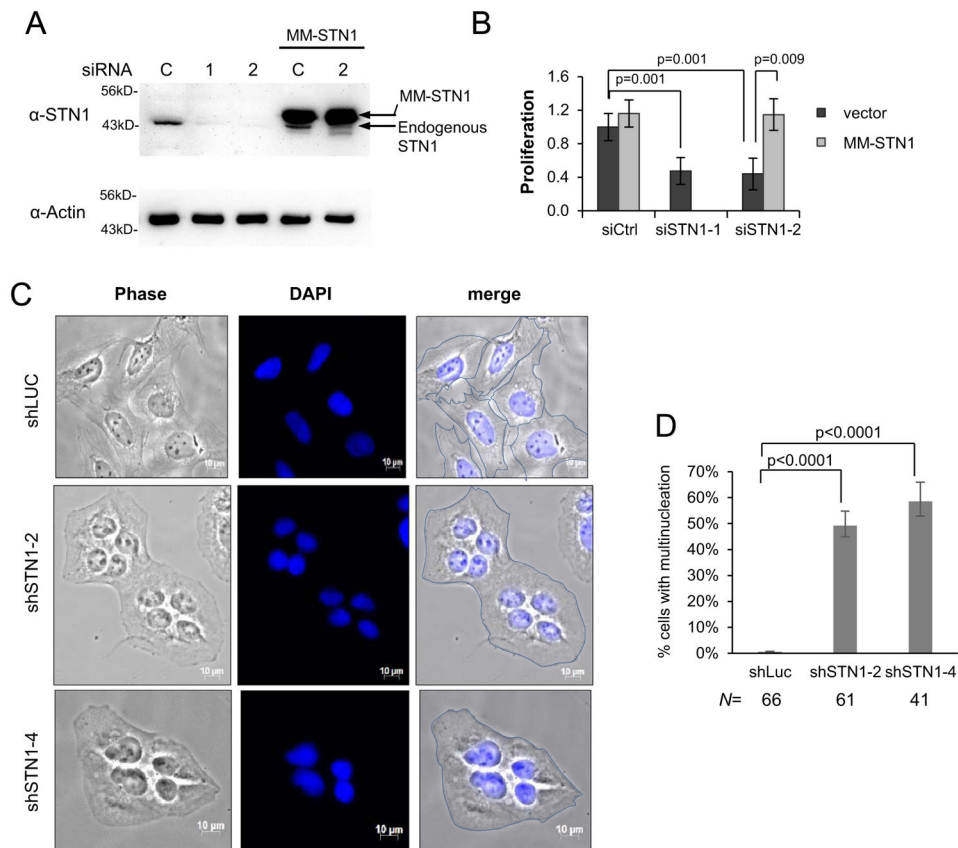 A
MM-STN1
siRNA C 1 2 C 2
56kD-
α-STN1
43kD-
MM-STN1
Endogenous
STN1
56kD-
α-Actin
43kD-
B
p=0.001
p=0.009
p=0.001
Proliferation
1.6
1.2
0.8
0.4
0.0
siCtrl siSTN1-1 siSTN1-2
vector
MM-STN1
C
Phase DAPI merge
shLUC
10 μm 10 μm 10 μm
shSTN1-2
10 μm 10 μm 10 μm
shSTN1-4
10 μm 10 μm 10 μm
D
p<0.0001
p<0.0001
% cells with multinucleation
70%
60%
50%
40%
30%
20%
10%
0%
shLuc shSTN1-2 shSTN1-4
N= 66 61 41